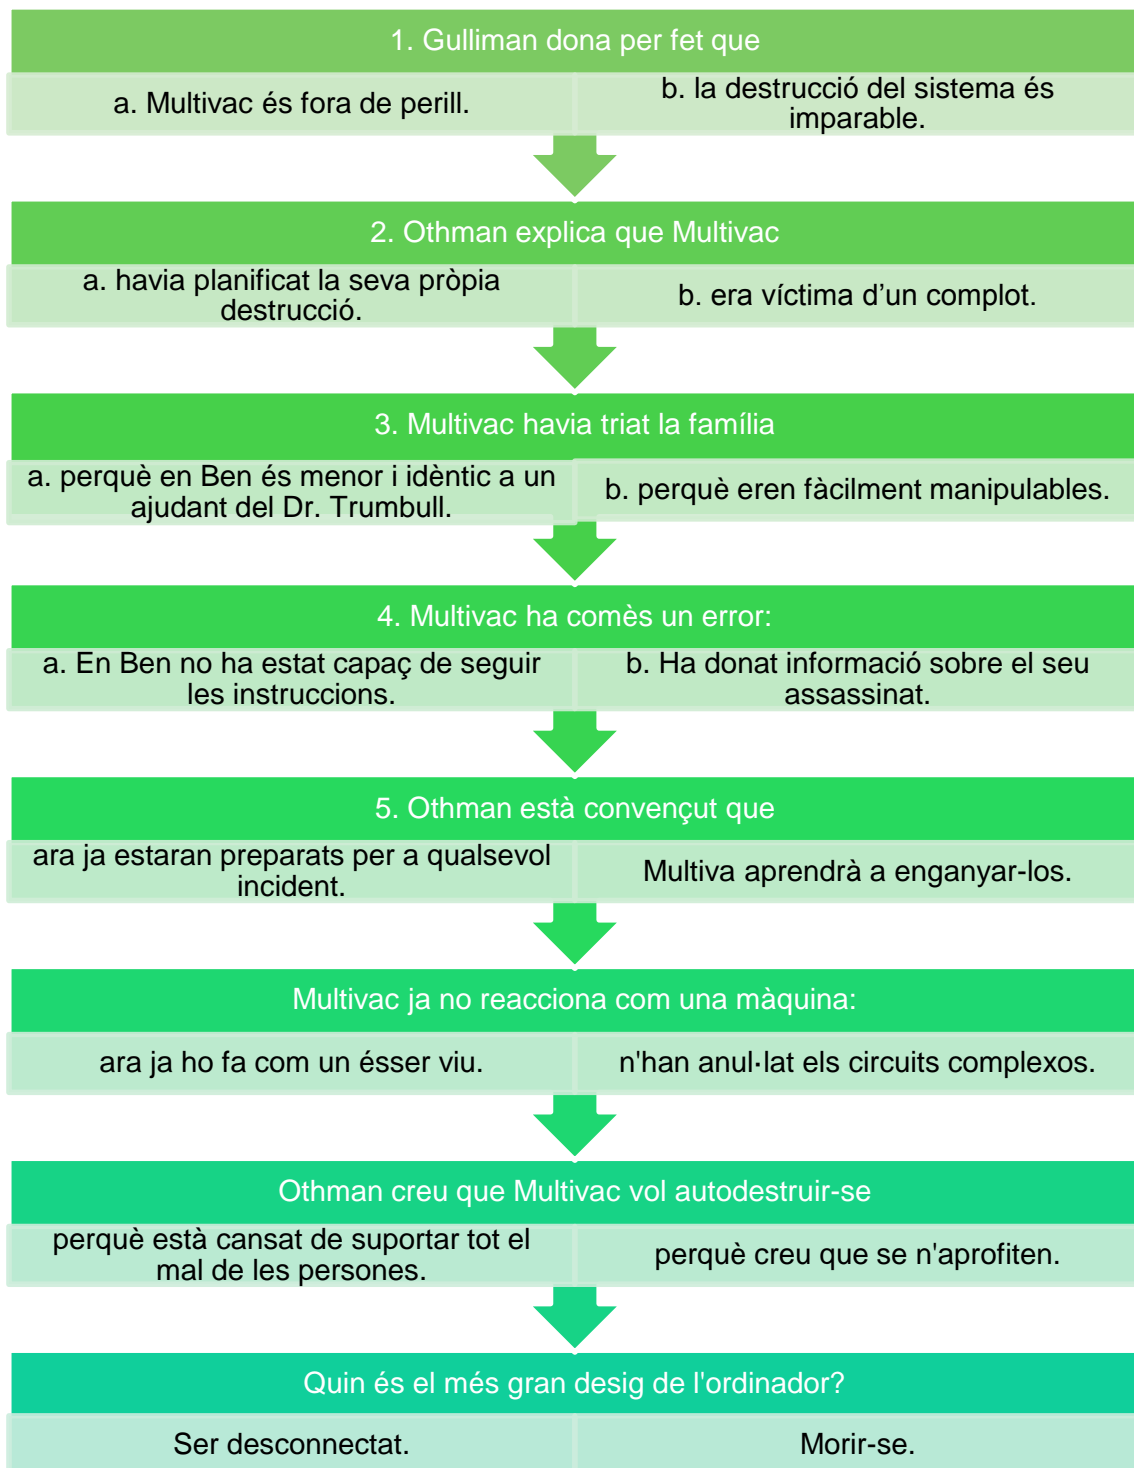 1. Gulliman dona per fet que
a. Multivac és fora de perill.
b. la destrucció del sistema és
imparable.
2. Othman explica que Multivac
a. havia planificat la seva pròpia
destrucció.
b. era víctima d’un complot.
3. Multivac havia triat la família
a. perquè en Ben és menor i idèntic a un
ajudant del Dr. Trumbull.
b. perquè eren fàcilment manipulables.
4. Multivac ha comès un error:
a. En Ben no ha estat capaç de seguir
les instruccions.
b. Ha donat informació sobre el seu
assassinat.
5. Othman està convençut que
ara ja estaran preparats per a qualsevol
incident.
Multiva aprendrà a enganyar-los.
Multivac ja no reacciona com una màquina:
ara ja ho fa com un ésser viu.
n'han anul·lat els circuits complexos.
Othman creu que Multivac vol autodestruir-se
perquè està cansat de suportar tot el
mal de les persones.
perquè creu que se n'aprofiten.
Quin és el més gran desig de l'ordinador?
Ser desconnectat.
Morir-se.